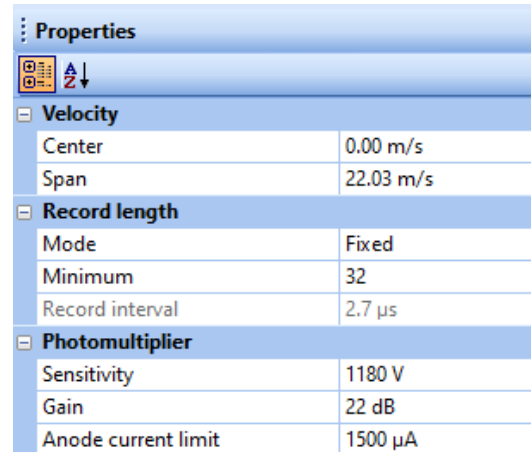 Properties
Velocity
Center 0.00 m/s
Span 22.03 m/s
Record length
Mode Fixed
Minimum 32
Record interval 2.7 µs
Photomultiplier
Sensitivity 1180 V
Gain 22 dB
Anode current limit 1500 µA